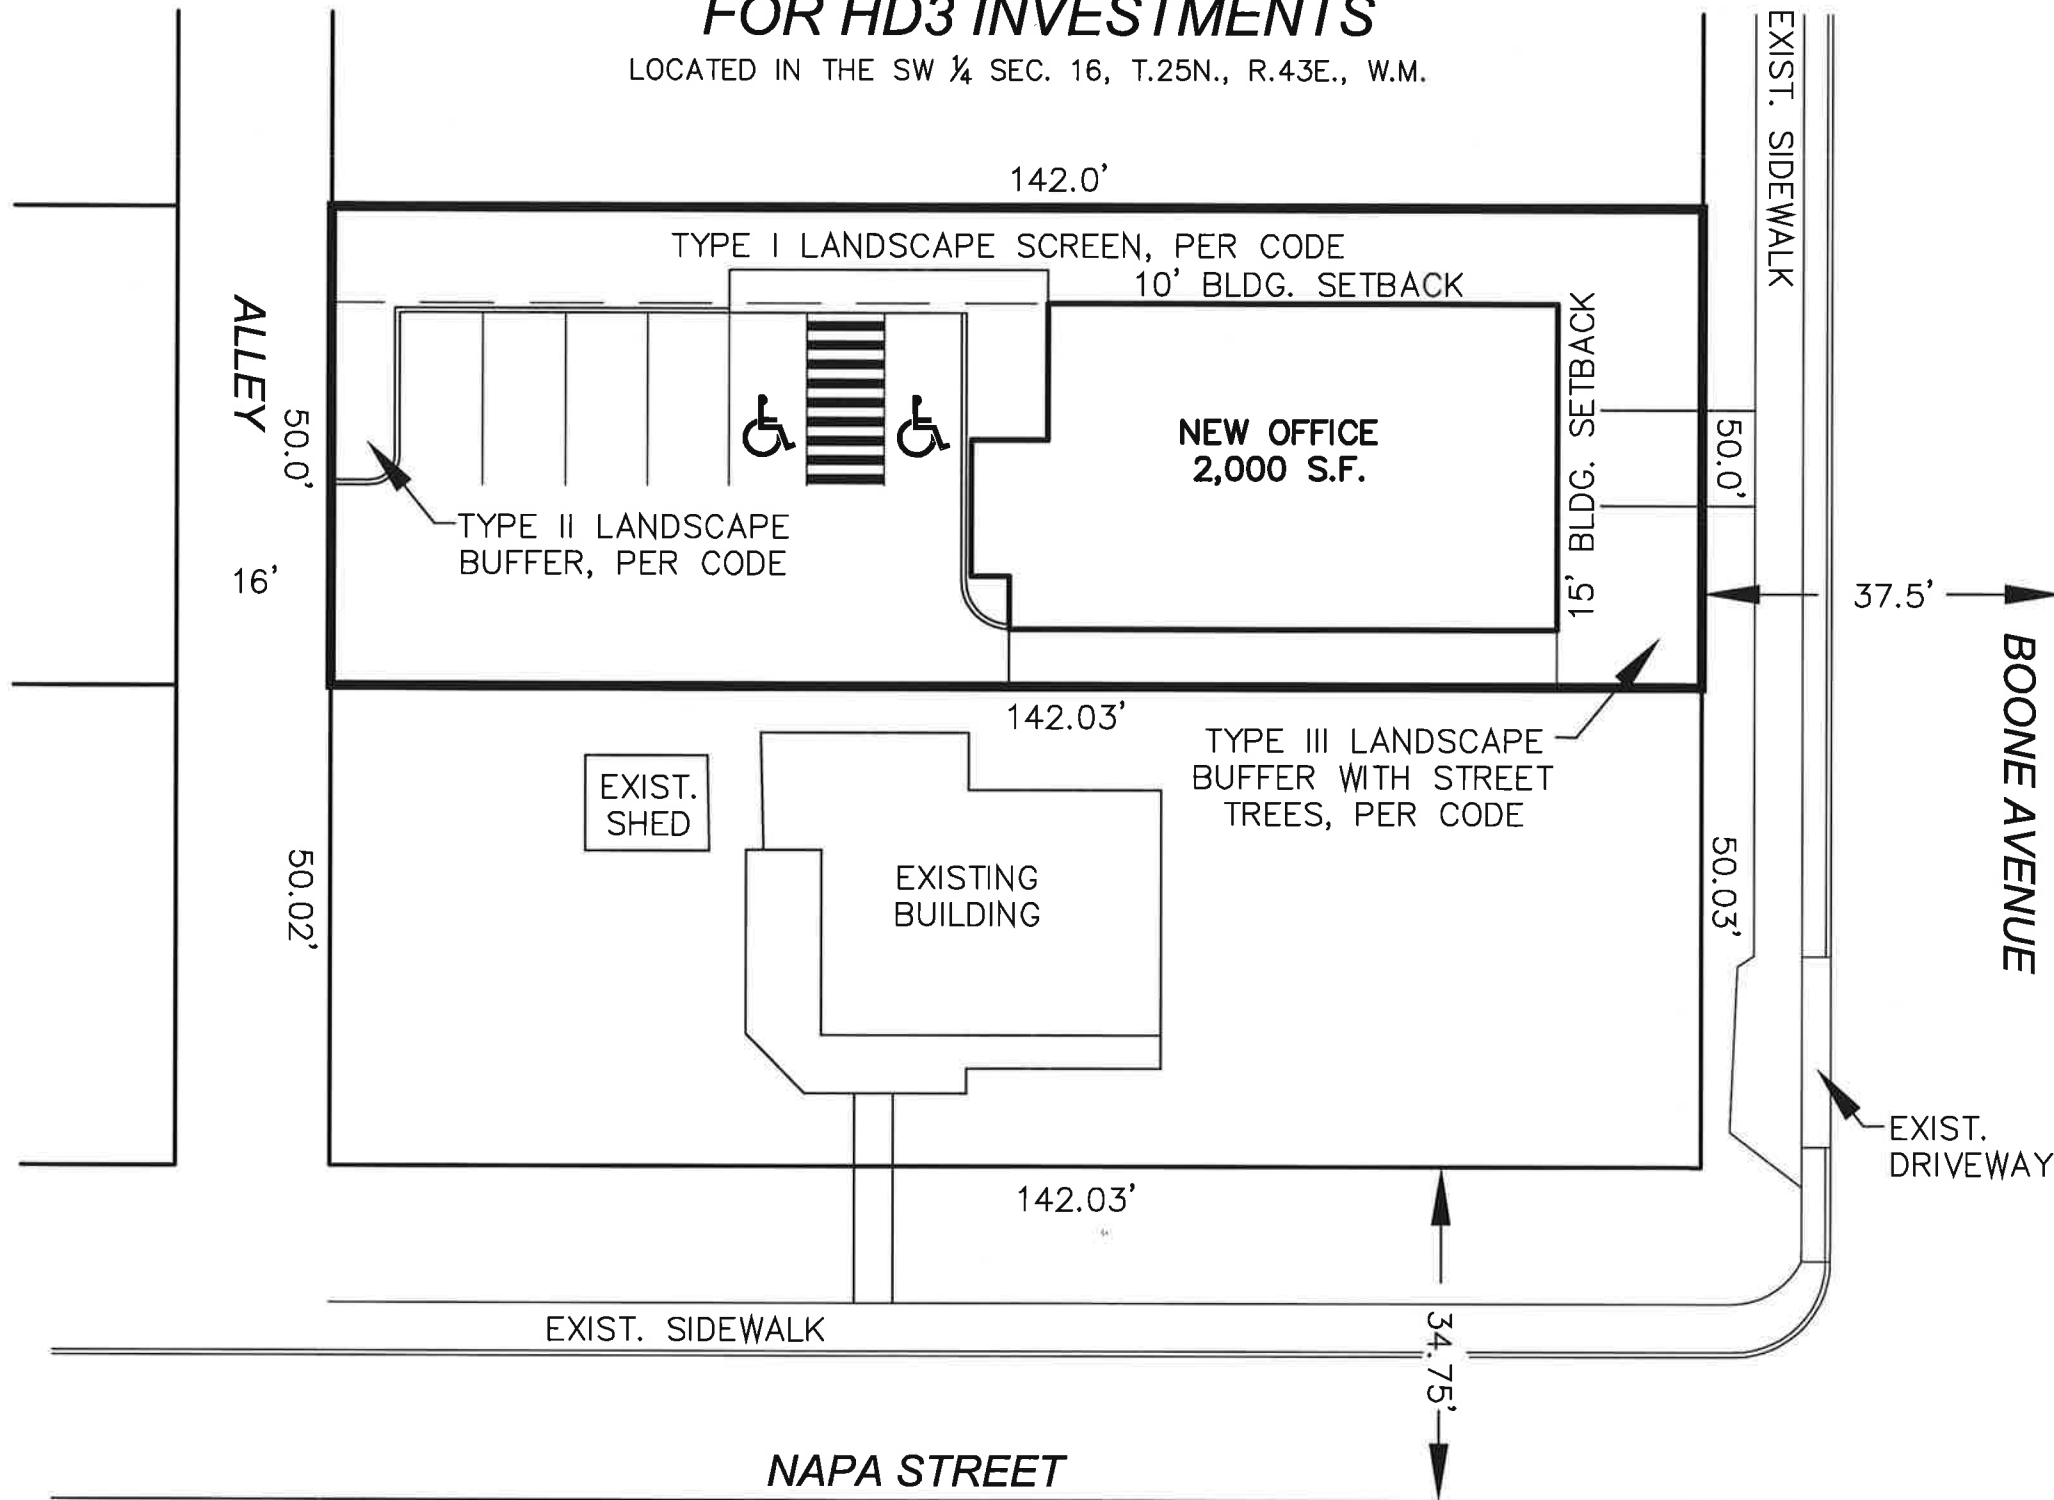 FOR HD3 INVESTMENTS
LOCATED IN THE SW ¼ SEC. 16, T.25N., R.43E., W.M.
EXIST. SIDEWALK
142.0'
TYPE I LANDSCAPE SCREEN, PER CODE
10' BLDG. SETBACK
ALLEY
50.0'
15' BLDG. SETBACK
NEW OFFICE
2,000 S.F.
50.0'
TYPE II LANDSCAPE
BUFFER, PER CODE
16'
37.5'
BOONE AVENUE
142.03'
TYPE III LANDSCAPE
BUFFER WITH STREET
TREES, PER CODE
EXIST.
SHED
50.02'
EXISTING
BUILDING
50.03'
EXIST.
DRIVEWAY
142.03'
EXIST. SIDEWALK
34.75'
NAPA STREET